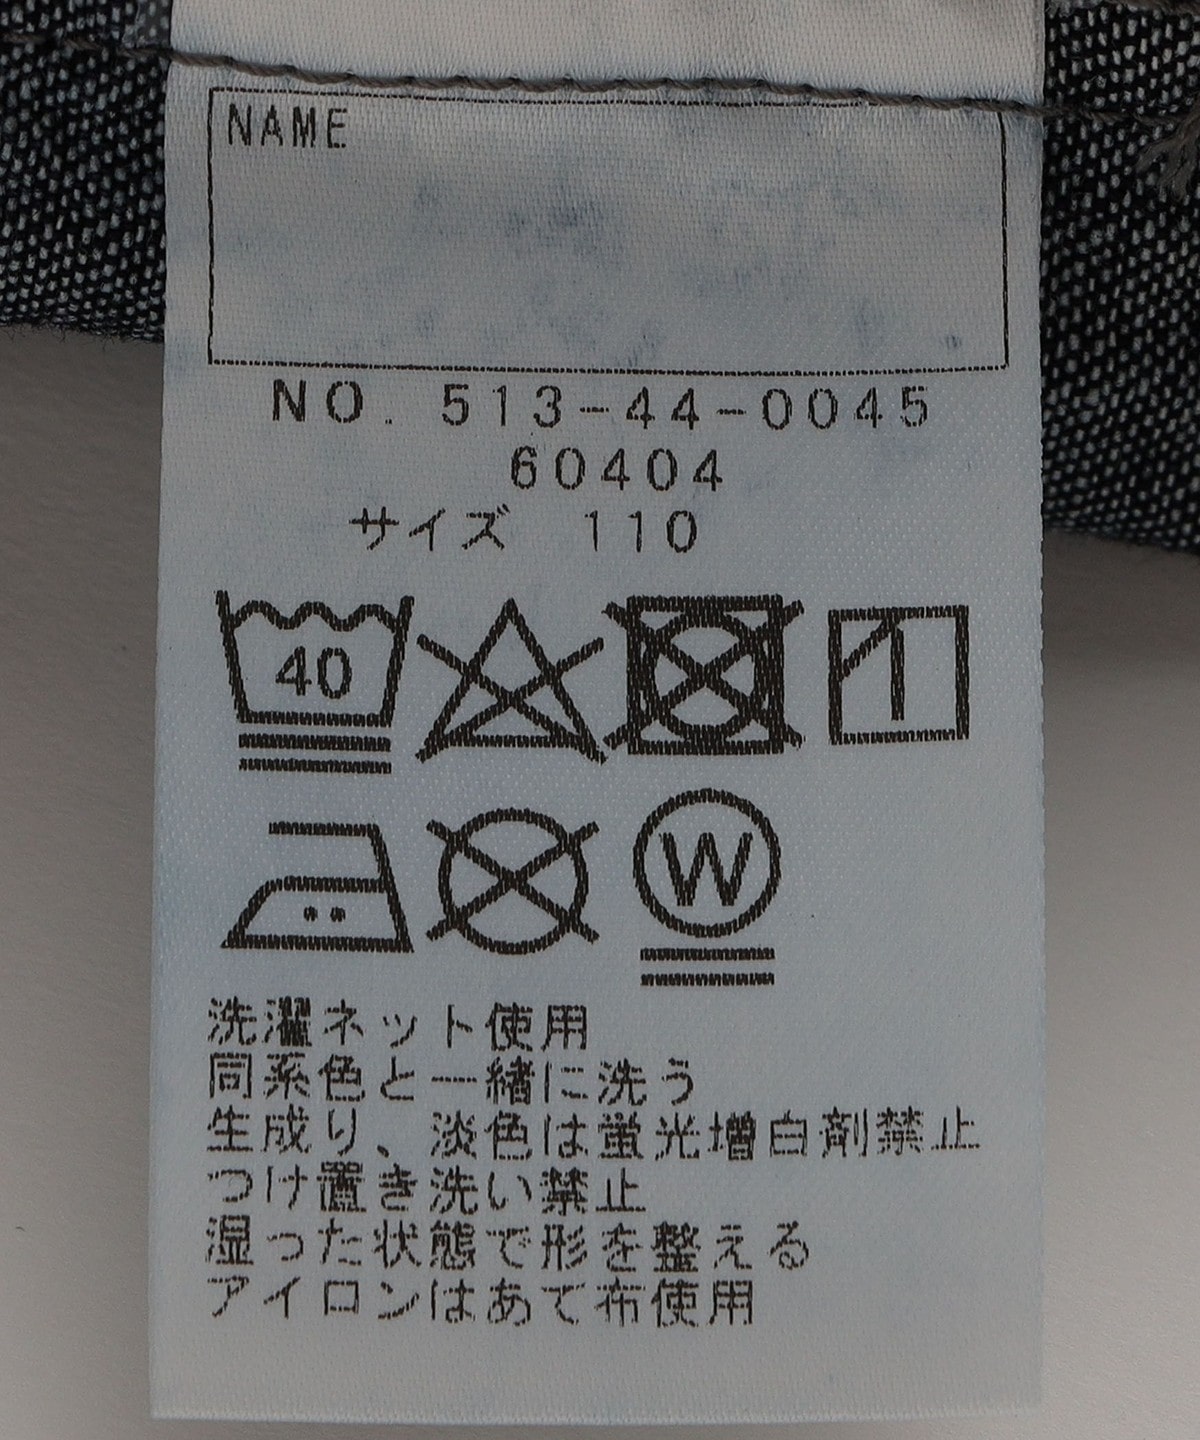 NAME
NO. 513-44-0045
60404
サイズ 110
40
W
洗濯ネット使用
同系色と一緒に洗う
生成り、淡色は蛍光増白剤禁止
つけ置き洗い禁止
湿った状態で形を整える
アイロンはあて布使用